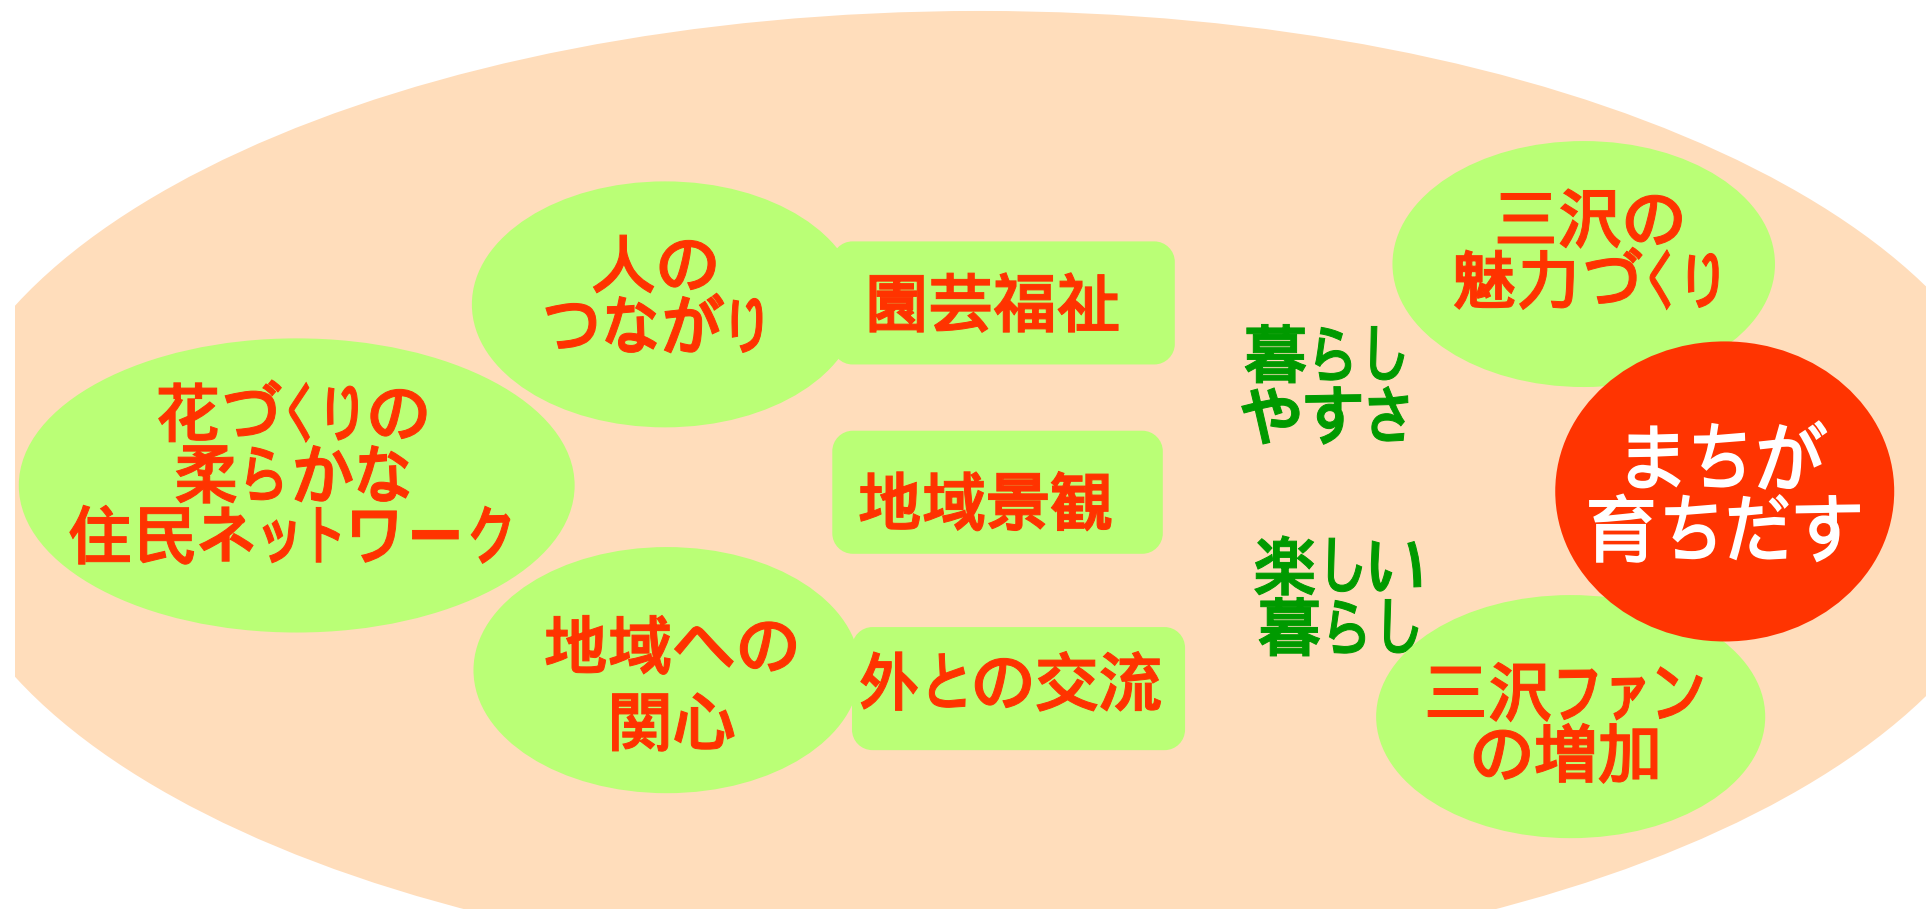 花づくりの
柔らかな
住民ネットワーク
人の
つながり
園芸福祉
地域景観
地域への
関心
外との交流
暮らし
やすさ
楽しい
暮らし
三沢の
魅力づくり
まちが
育ちだす
三沢ファン
の増加